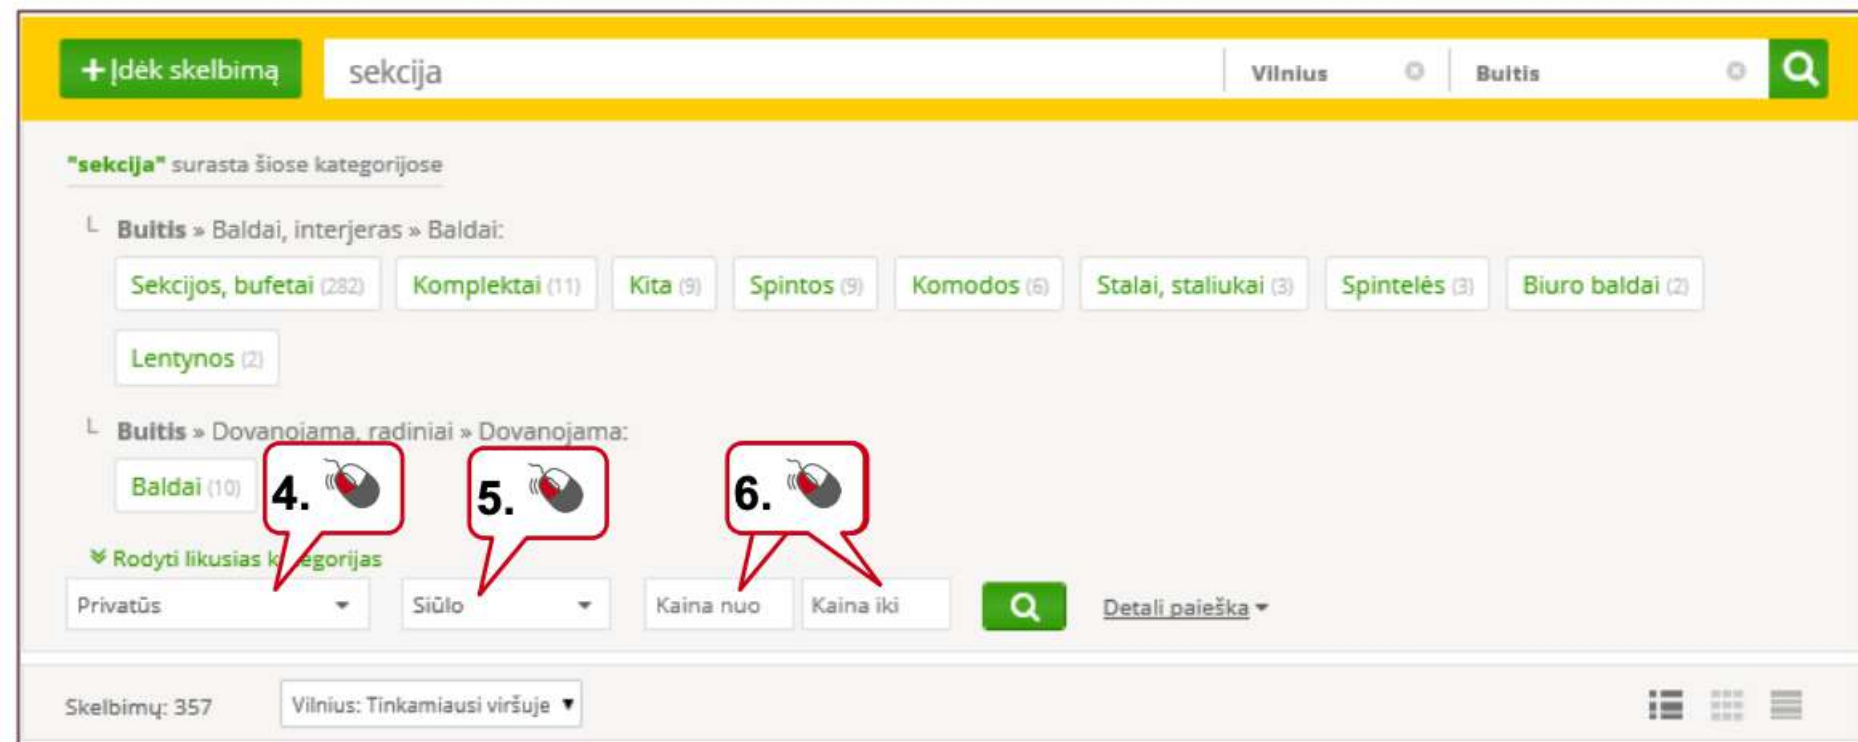 + Įdėk skelbimą sekcija Vilnius Buitis
"sekcija" surasta šiose kategorijose
Buitis » Baldai, interjeras » Baldai:
Sekcijos, bufetai (282) Komplektai (11) Kita (9) Spintos (9) Komodos (6) Stalai, staliukai (3) Spintelės (3) Biuro baldai (2)
Lentynos (2)
Buitis » Dovanojama, radiniai » Dovanojama:
Baldai (10) 4. 5. 6.
Rodyti likusias kategorijas
Privatūs Siūlo Kaina nuo Kaina iki Detali paieška
Skelbimų: 357 Vilnius: Tinkamiausi viršuje